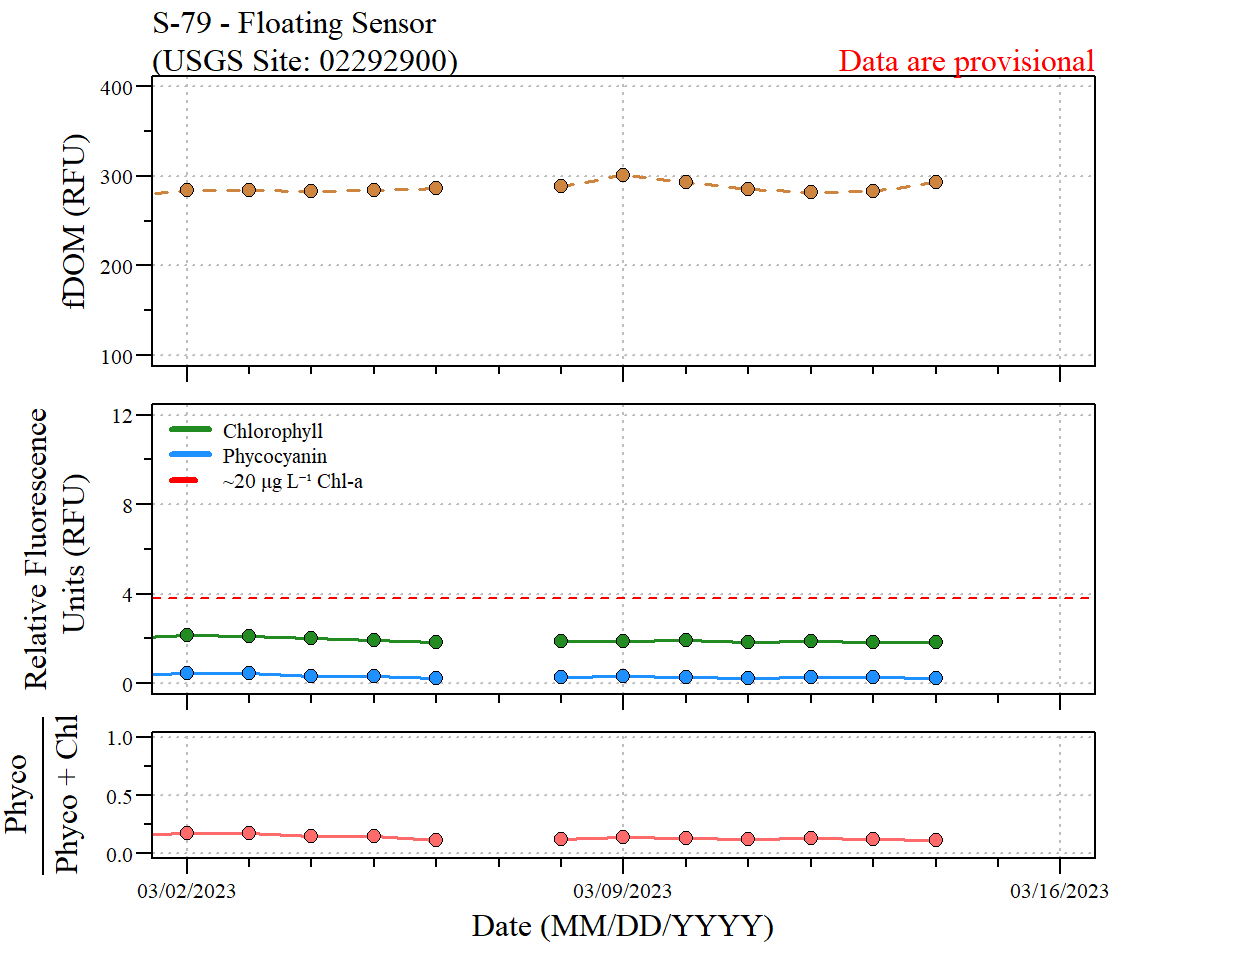 S-79 - Floating Sensor
(USGS Site: 02292900)
Data are provisional
400
300
200
100
fDOM (RFU)
12
8
4
0
Relative Fluorescence
Units (RFU)
Chlorophyll
Phycocyanin
~20 μg L⁻¹ Chl-a
1.0
0.5
0.0
Phyco
Phyco + Chl
03/02/2023
03/09/2023
03/16/2023
Date (MM/DD/YYYY)